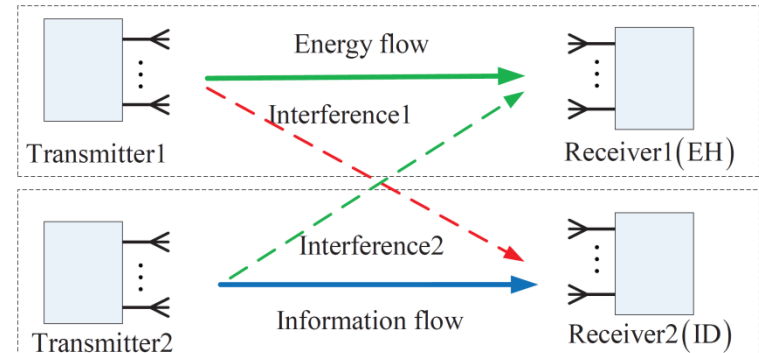 Energy flow
Interference1
Transmitter1
Receiver1(EH)
Interference2
Information flow
Transmitter2
Receiver2(ID)